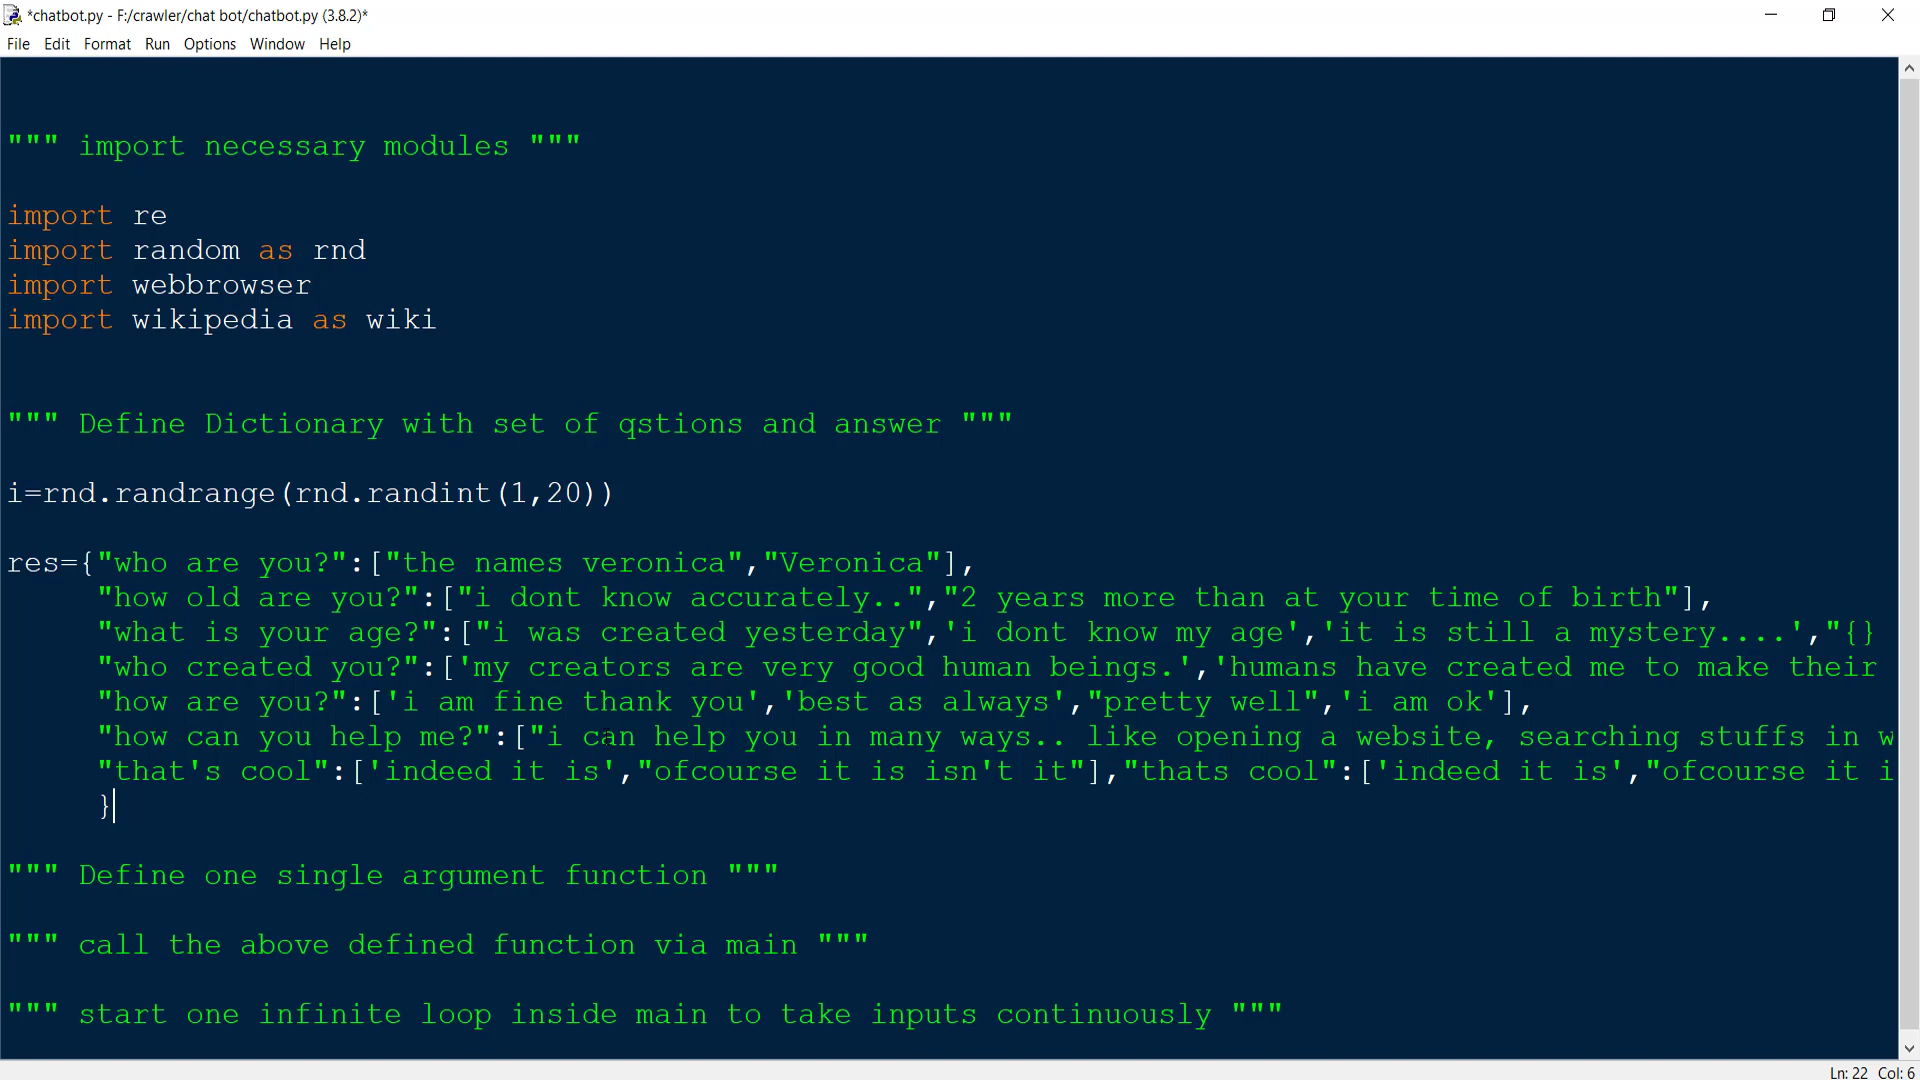 *chatbot.py - F:/crawler/chat bot/chatbot.py (3.8.2)*
File Edit Format Run Options Window Help
""" import necessary modules """
import re
import random as rnd
import webbrowser
import wikipedia as wiki
""" Define Dictionary with set of qstions and answer """
i=rnd.randrange(rnd.randint(1,20))
res={"who are you?":["the names veronica","Veronica"],
"how old are you?":["i dont know accurately..","2 years more than at your time of birth"],
"what is your age?":["i was created yesterday",'i dont know my age','it is still a mystery....',"{}
"who created you?":['my creators are very good human beings.','humans have created me to make their
"how are you?":['i am fine thank you','best as always',"pretty well",'i am ok'],
"how can you help me?":["i can help you in many ways.. like opening a website, searching stuffs in w
"that's cool":['indeed it is',"ofcourse it is isn't it"],"thats cool":['indeed it is',"ofcourse it i
}
""" Define one single argument function """
""" call the above defined function via main """
""" start one infinite loop inside main to take inputs continuously """
Ln: 22 Col: 6